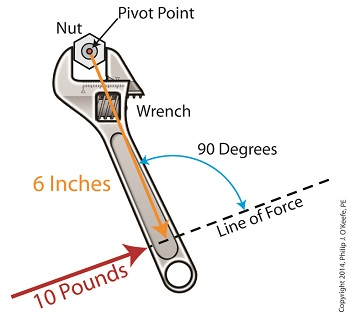 Pivot Point
Nut
Wrench
90 Degrees
6 Inches
Line of Force
10 Pounds
Copyright 2014, Philip J. O'Keefe, PE